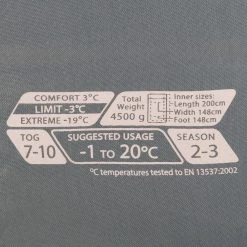 COMFORT 3°C
LIMIT -3°C
EXTREME -19°C
Total
Weight
4500 g
Inner sizes:
Length 200cm
Width 148cm
Foot 148cm
TOG
7-10
SUGGESTED USAGE
-1 TO 20°C
SEASON
2-3
°C temperatures tested to EN 13537:2002